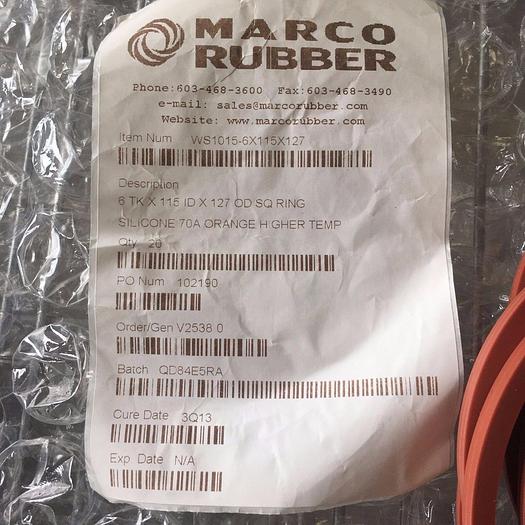 MARCO
RUBBER
Phone:603-468-3600 Fax:603-468-3490
e-mail: sales@marcorubber.com
Website: www.marcorubber.com
Item Num WS1015-6X115X127
Description
6 TK X 115 ID X 127 OD SQ RING
SILICONE 70A ORANGE HIGHER TEMP
Qty 20
PO Num 102190
Order/Gen V2538 0
Batch QD84E5RA
Cure Date 3Q13
Exp Date N/A